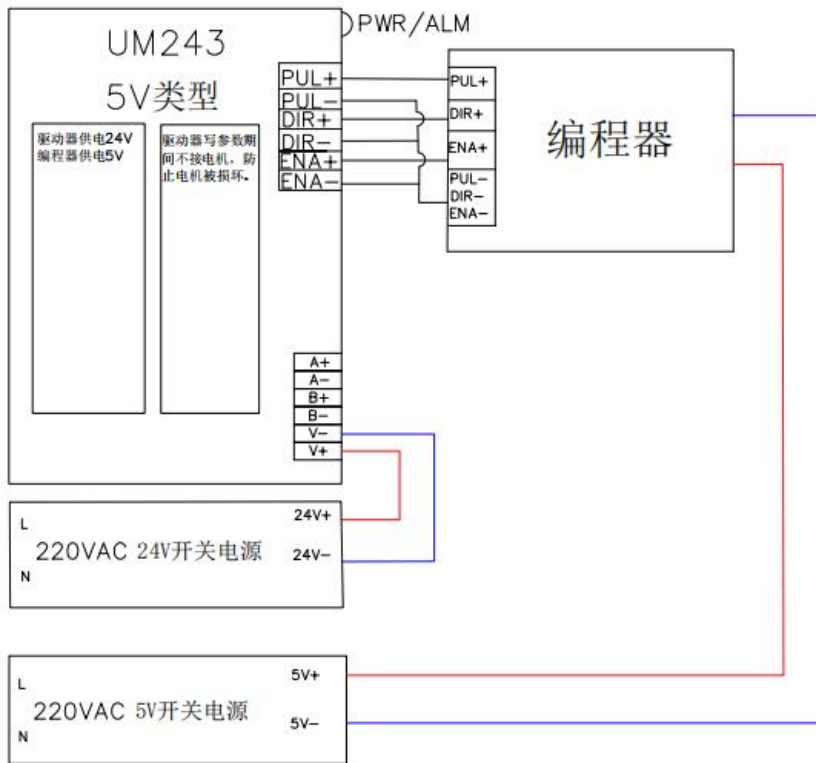 PWR/ALM
UM243
5V类型
驱动器供电24V
编程器供电5V
驱动器写参数期
间不接电机，防
止电机被损坏。
PUL+
PUL-
DIR+
DIR-
ENA+
ENA-
PUL+
DIR+
ENA+
PUL-
DIR-
ENA-
编程器
A+
A-
B+
B-
V-
V+
L
220VAC 24V开关电源
N
24V+
24V-
L
220VAC 5V开关电源
N
5V+
5V-